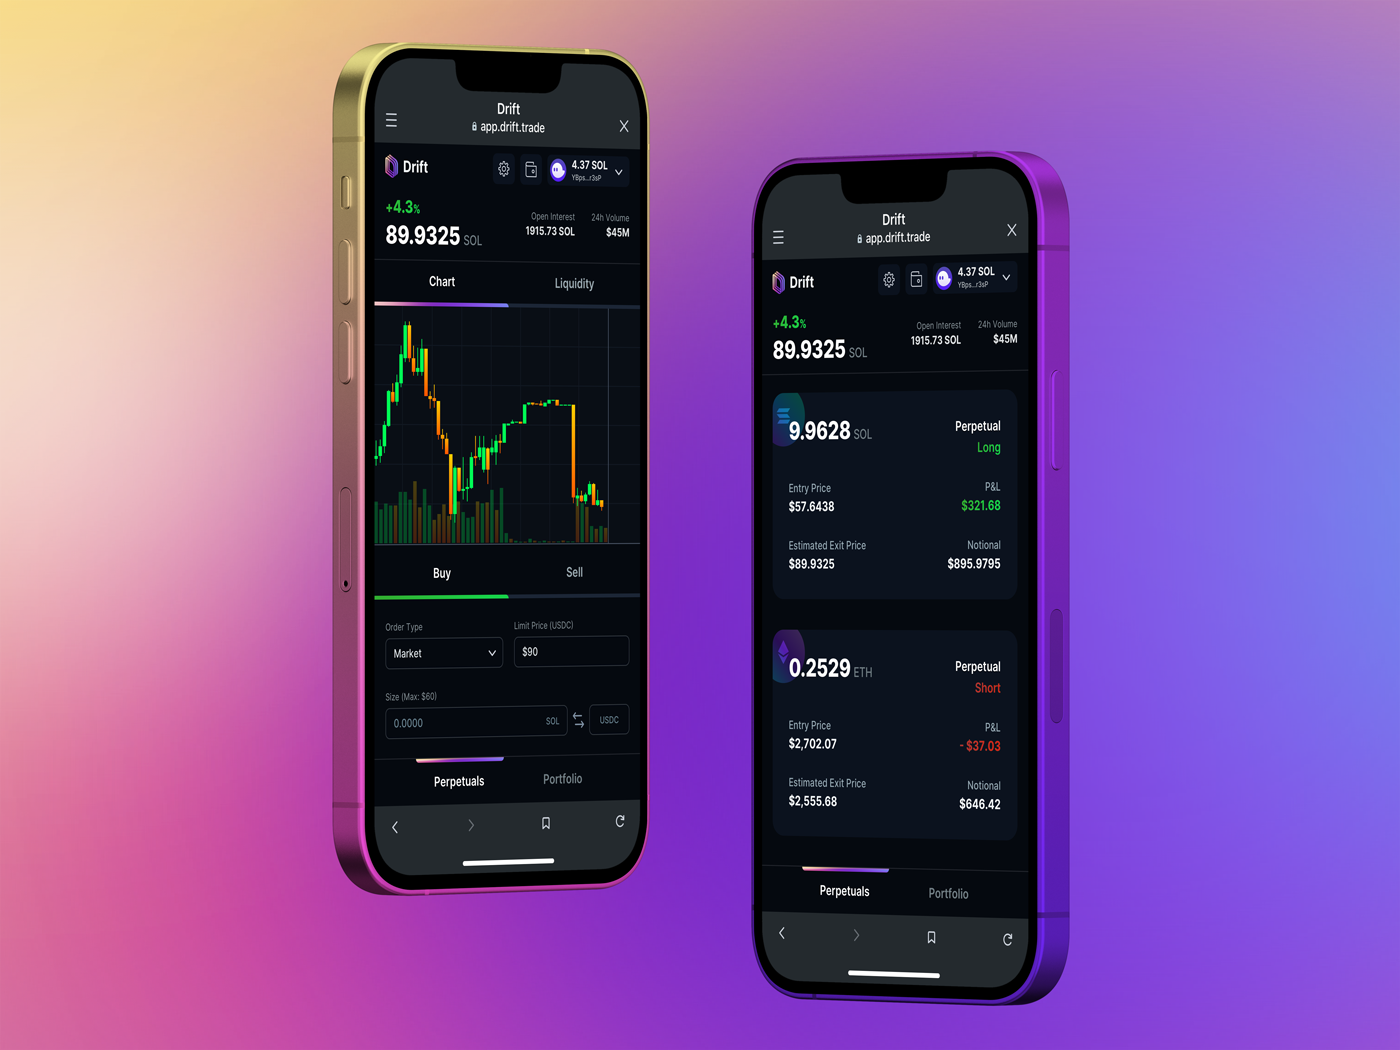 Drift
app.drift.trade
X
Drift
4.37 SOL
YBps...r3sP
+4.3%
89.9325 SOL
Open Interest
1915.73 SOL
24h Volume
$45M
Chart
Liquidity
Buy
Sell
Order Type
Market
Limit Price (USDC)
$90
Size (Max: $60)
0.0000 SOL
USDC
Perpetuals
Portfolio
Drift
app.drift.trade
X
Drift
4.37 SOL
YBps...r3sP
+4.3%
89.9325 SOL
Open Interest
1915.73 SOL
24h Volume
$45M
9.9628 SOL
Perpetual
Long
Entry Price
$57.6438
P&L
$321.68
Estimated Exit Price
$89.9325
Notional
$895.9795
0.2529 ETH
Perpetual
Short
Entry Price
$2,702.07
P&L
- $37.03
Estimated Exit Price
$2,555.68
Notional
$646.42
Perpetuals
Portfolio